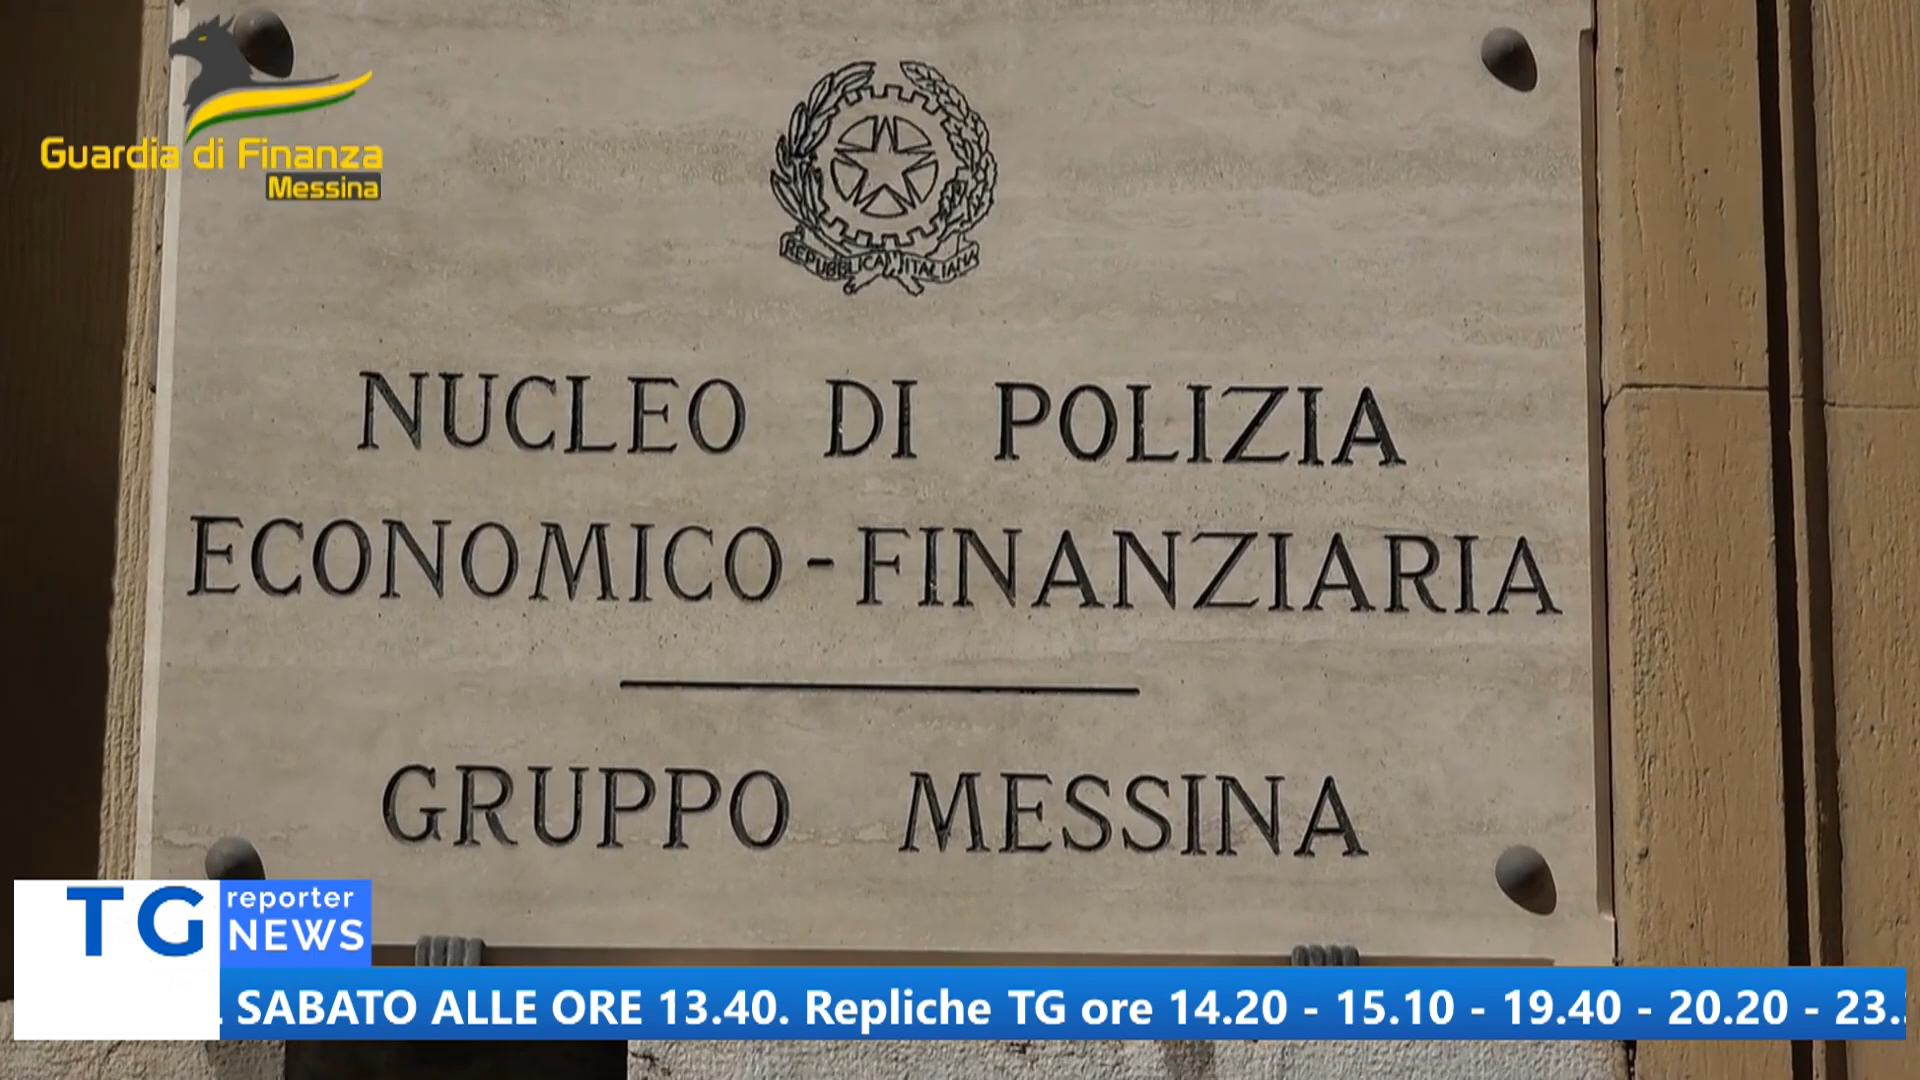 Guardia di Finanza
Messina
REPUBBLICA ITALIANA
NUCLEO DI POLIZIA
ECONOMICO-FINANZIARIA
GRUPPO MESSINA
TG reporter
NEWS
SABATO ALLE ORE 13.40. Repliche TG ore 14.20 - 15.10 - 19.40 - 20.20 - 23.